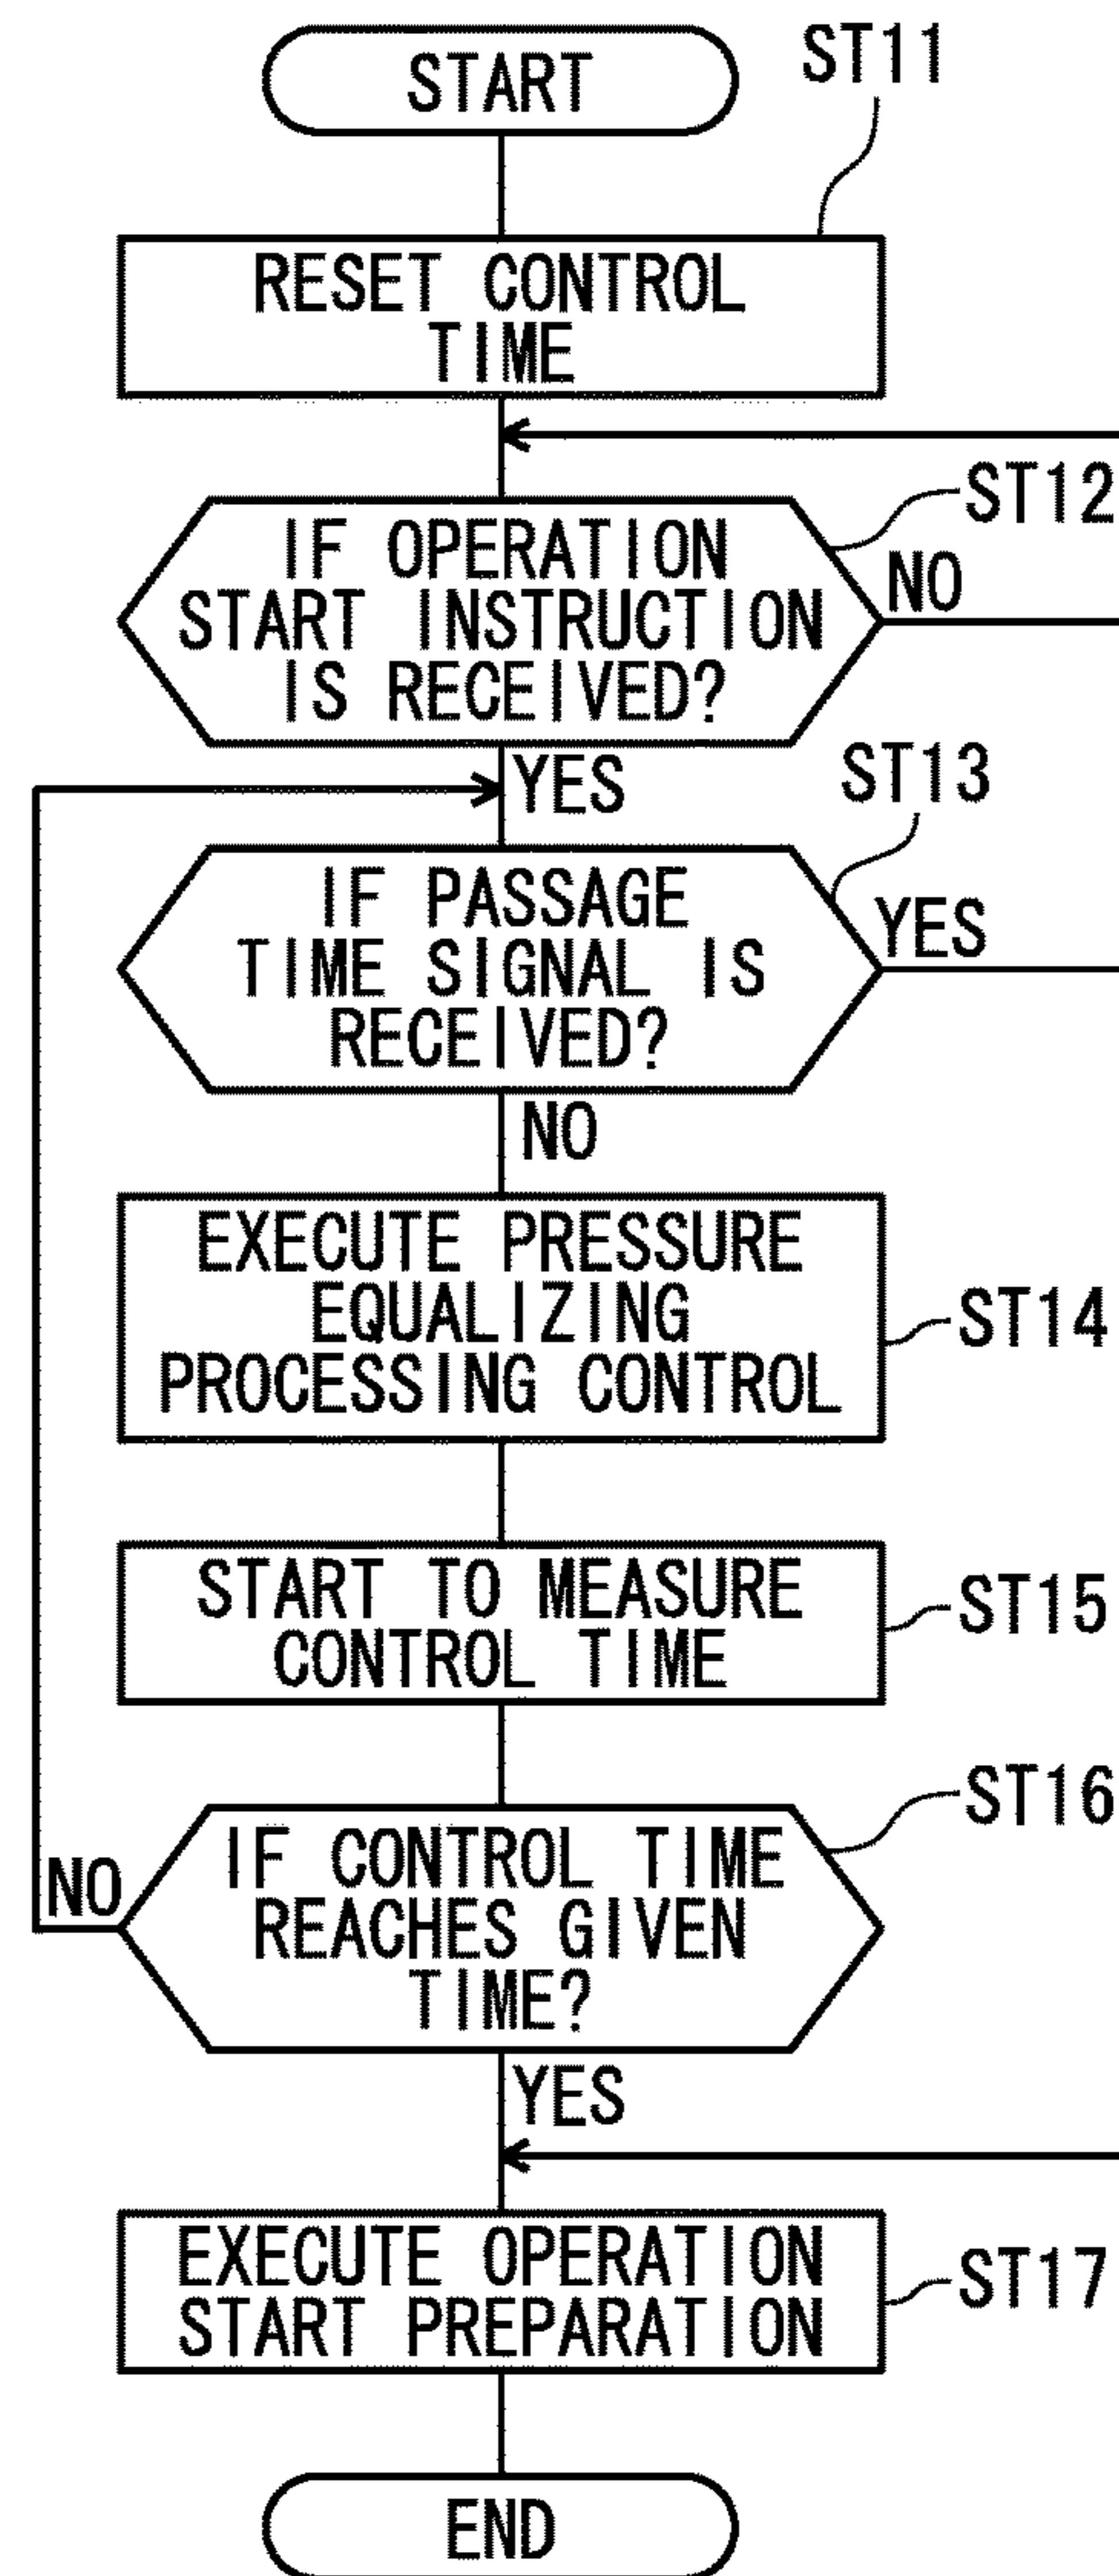 START
ST11
RESET CONTROL
TIME
ST12
IF OPERATION
START INSTRUCTION
IS RECEIVED?
NO
YES
ST13
IF PASSAGE
TIME SIGNAL IS
RECEIVED?
YES
NO
EXECUTE PRESSURE
EQUALIZING
PROCESSING CONTROL
ST14
START TO MEASURE
CONTROL TIME
ST15
ST16
IF CONTROL TIME
REACHES GIVEN
TIME?
NO
YES
EXECUTE OPERATION
START PREPARATION
ST17
END